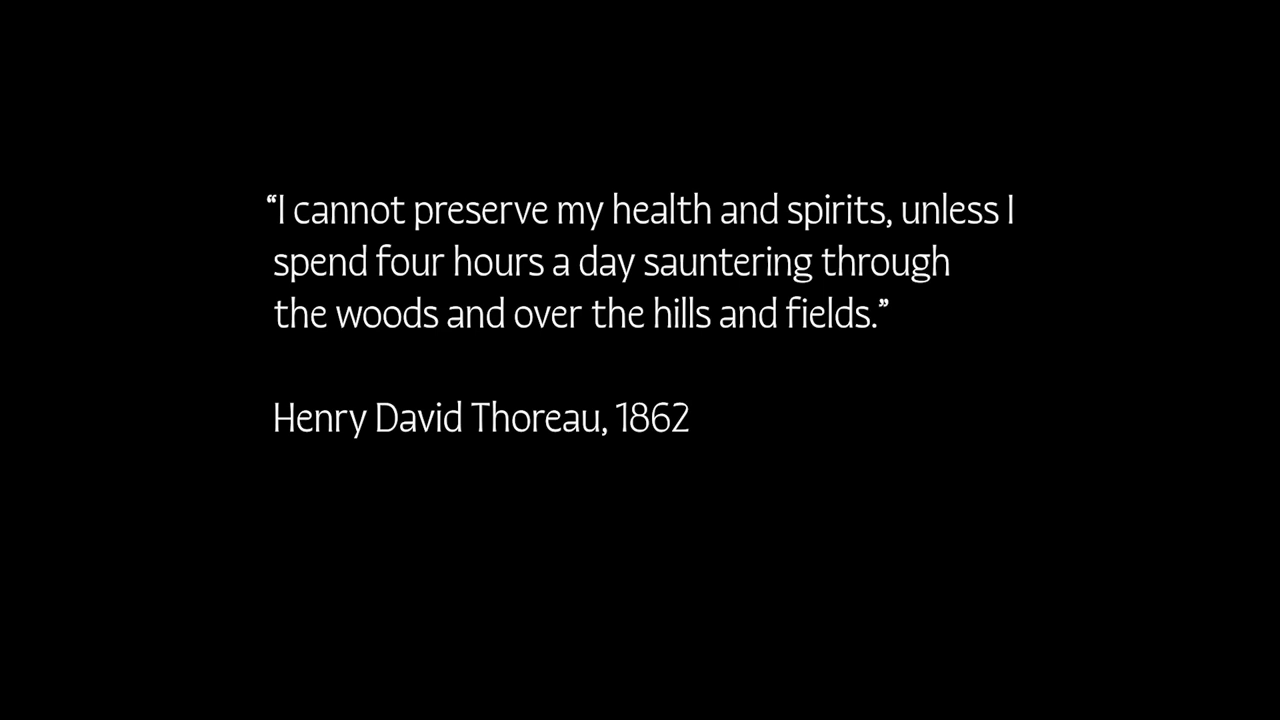 “I cannot preserve my health and spirits, unless I
spend four hours a day sauntering through
the woods and over the hills and fields.”
Henry David Thoreau, 1862